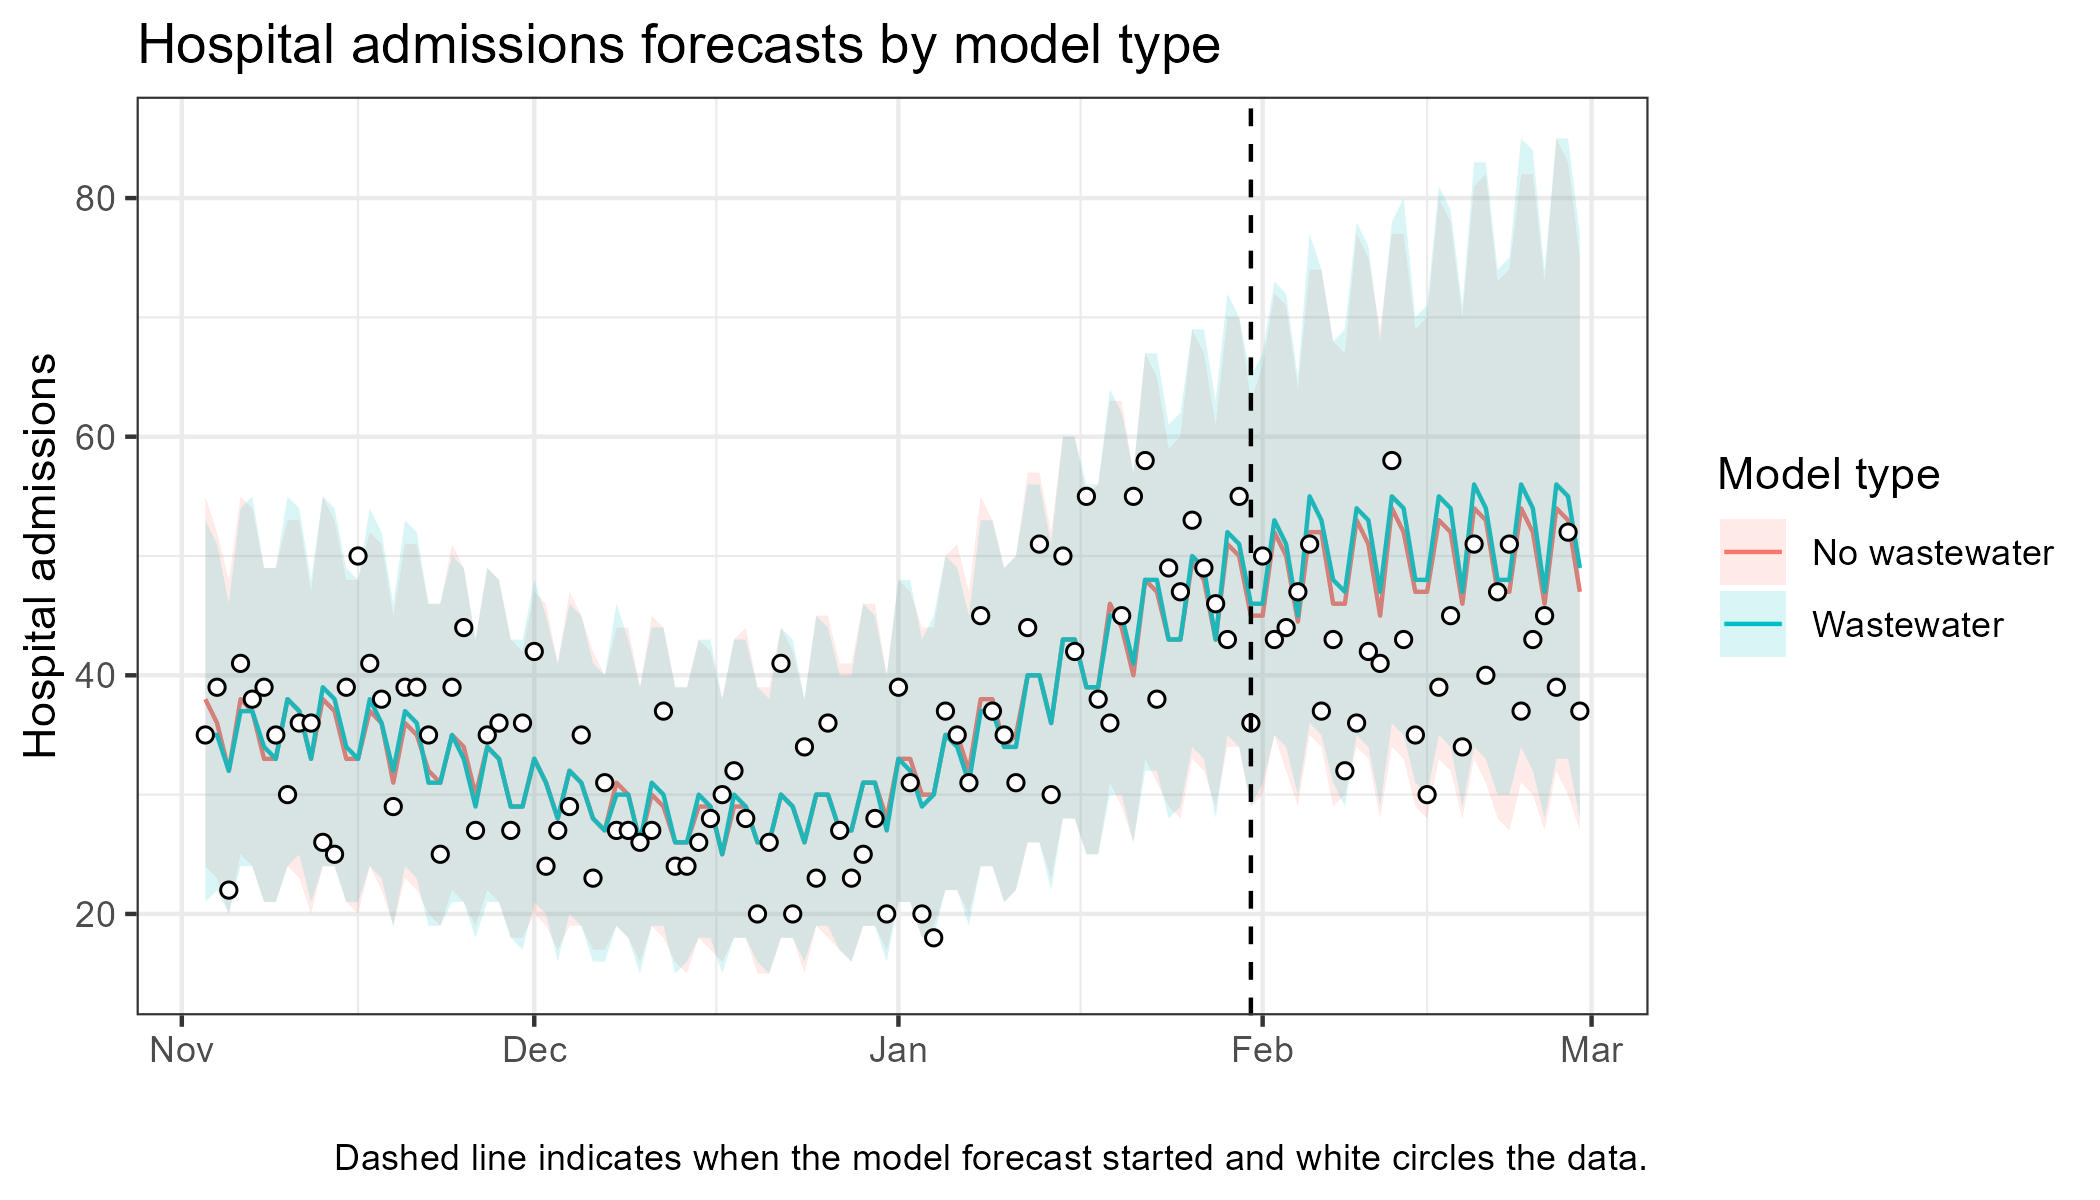 Hospital admissions forecasts by model type
Hospital admissions
80
60
40
20
Nov Dec Jan Feb Mar
Model type
No wastewater
Wastewater
Dashed line indicates when the model forecast started and white circles the data.